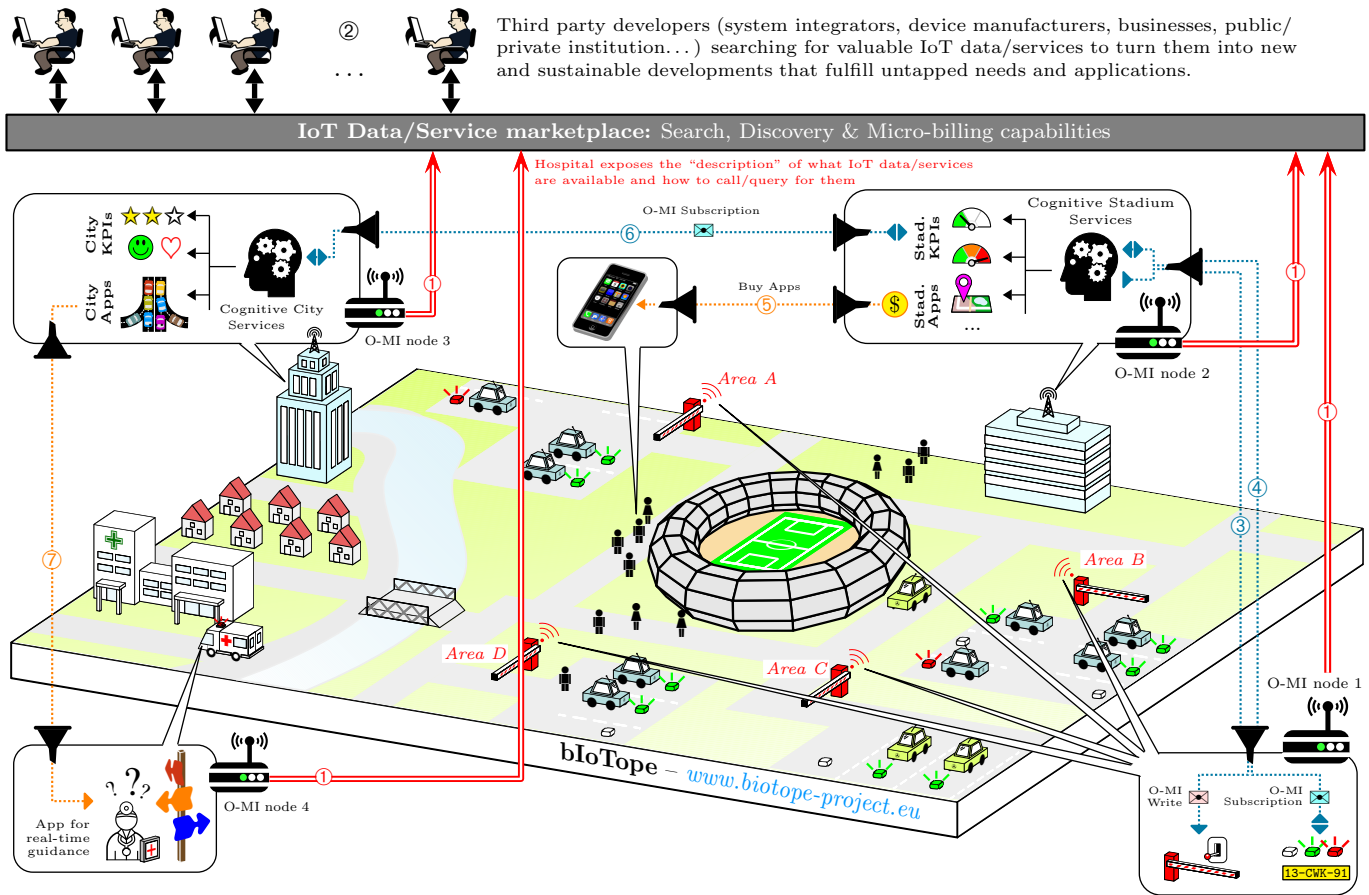 ②
Third party developers (system integrators, device manufacturers, businesses, public/
private institution...) searching for valuable IoT data/services to turn them into new
and sustainable developments that fulfill untapped needs and applications.
...
IoT Data/Service marketplace: Search, Discovery & Micro-billing capabilities
Hospital exposes the “description” of what IoT data/services
are available and how to call/query for them
City
KPIs
City
Apps
Cognitive City
Services
O-MI node 3
①
①
O-MI Subscription
⑥
Buy Apps
⑤
$
Stad.
KPIs
Stad.
Apps
...
Cognitive Stadium
Services
O-MI node 2
①
①
③
④
⑦
Area A
Area B
Area C
Area D
bIoTope – www.biotope-project.eu
O-MI node 4
①
? ? ?
App for
real-time
guidance
O-MI node 1
O-MI
Write
O-MI
Subscription
13-CWK-91